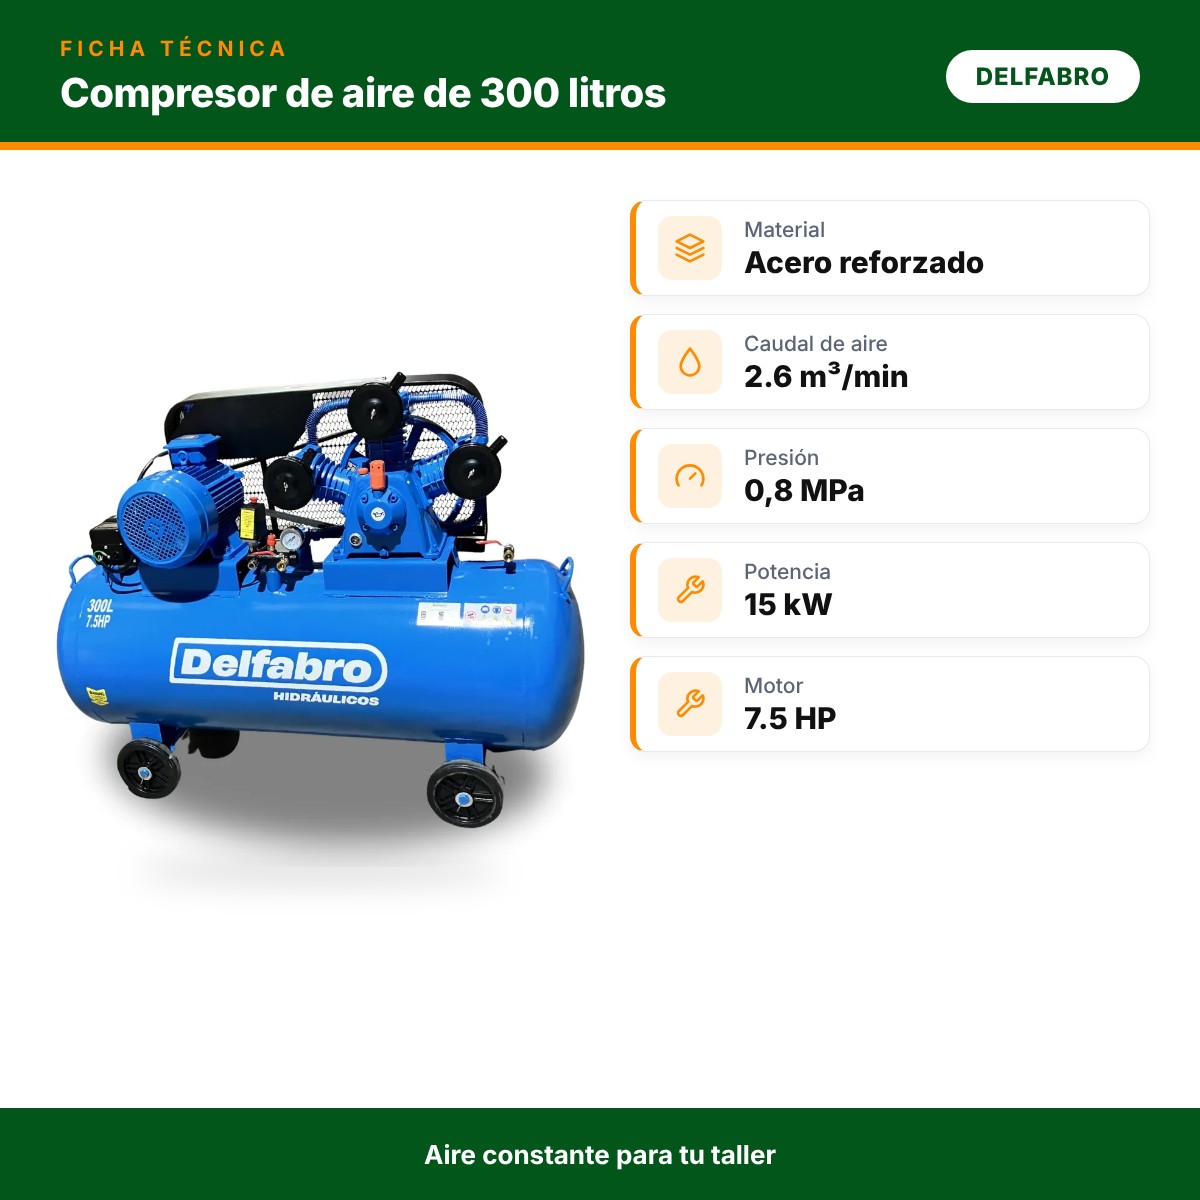 FICHA TÉCNICA
Compresor de aire de 300 litros
DELFABRO
Material
Acero reforzado
Caudal de aire
2.6 m³/min
Presión
0,8 MPa
Potencia
15 kW
Motor
7.5 HP
300L
7.5HP
Delfabro
HIDRÁULICOS
Aire constante para tu taller